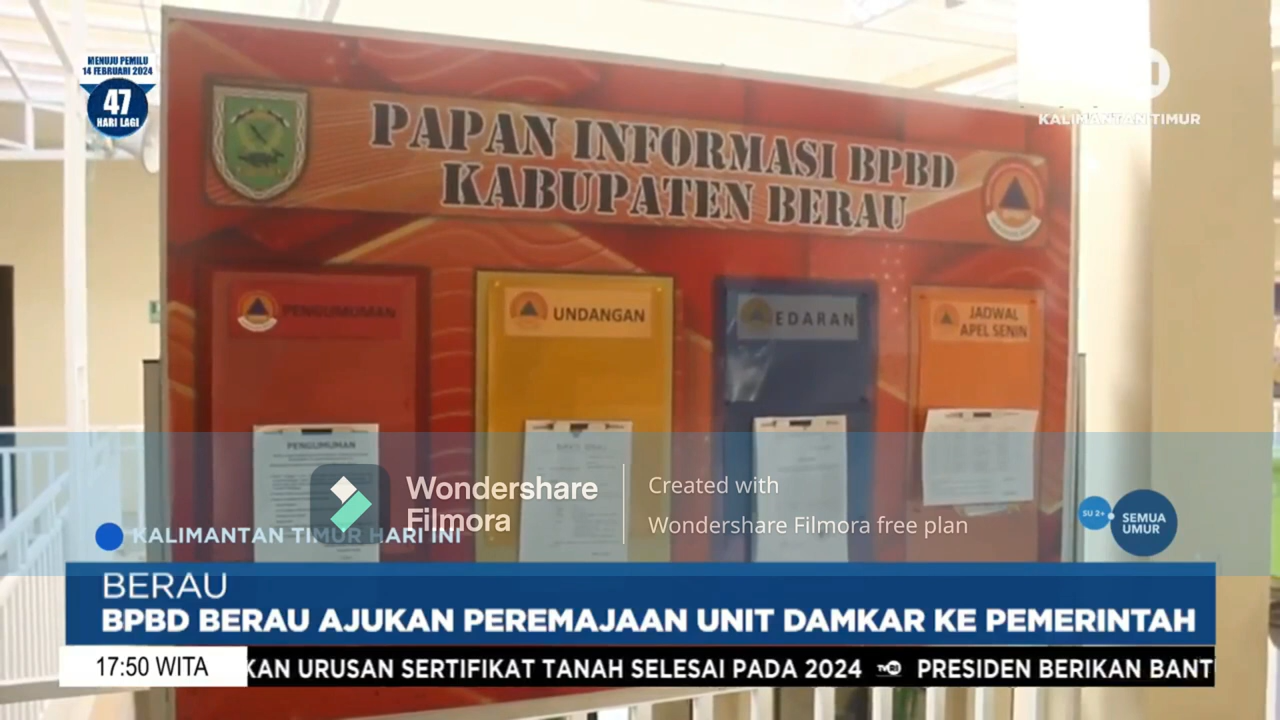 MENUJU PEMILU
14 FEBRUARI 2024
47
HARI LAGI
KALIMANTAN TIMUR
PAPAN INFORMASI BPBD
KABUPATEN BERAU
PENGUMUMAN
UNDANGAN
EDARAN
JADWAL
APEL SENIN
PENGUMUMAN
Wondershare
Filmora
Created with
Wondershare Filmora free plan
KALIMANTAN TIMUR HARI INI
SU 2+
SEMUA
UMUR
BERAU
BPBD BERAU AJUKAN PEREMAJAAN UNIT DAMKAR KE PEMERINTAH
17:50 WITA
KAN URUSAN SERTIFIKAT TANAH SELESAI PADA 2024 TVRI PRESIDEN BERIKAN BANT